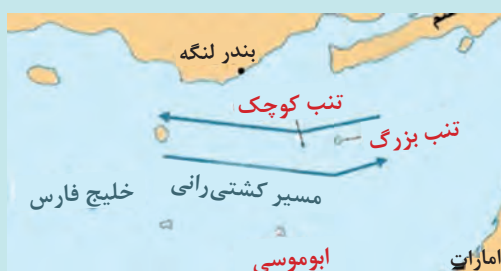 بندر لنگه
تنب کوچک
تنب بزرگ
مسیر کشتی‌رانی
خلیج فارس
ابوموسی
امارات